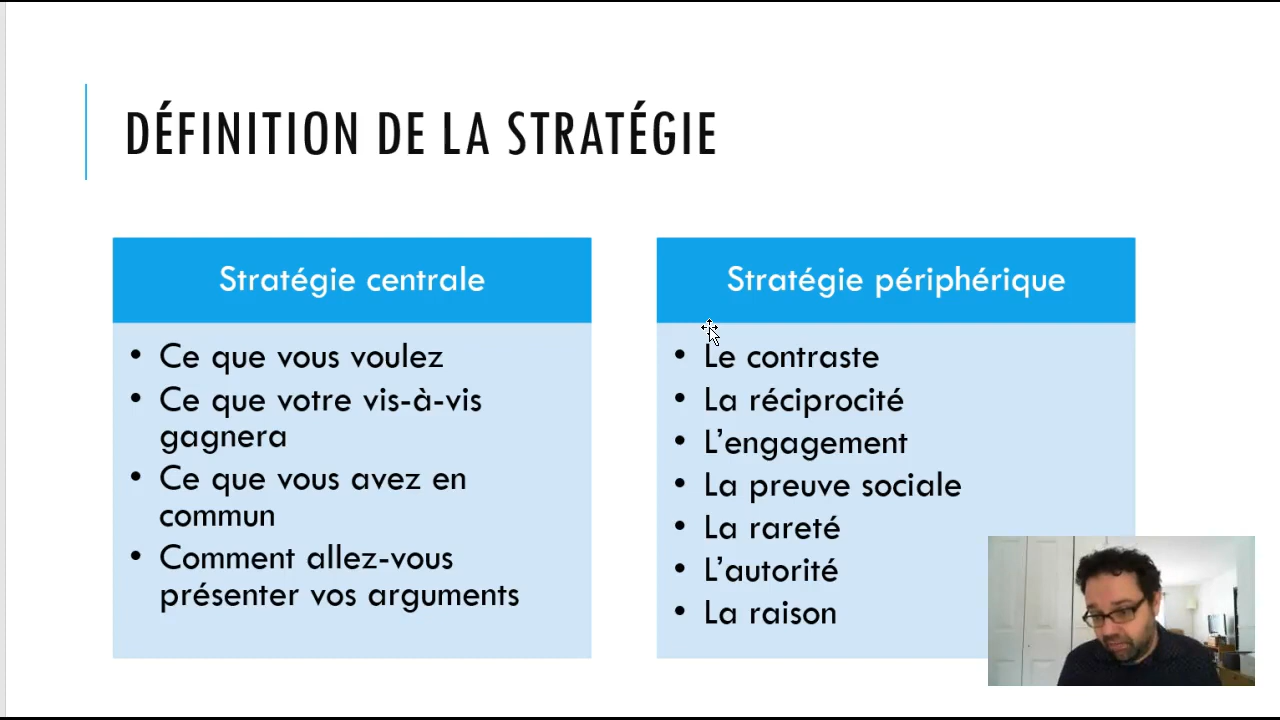 DÉFINITION DE LA STRATÉGIE
Stratégie centrale
• Ce que vous voulez
• Ce que votre vis-à-vis
gagnera
• Ce que vous avez en
commun
• Comment allez-vous
présenter vos arguments
Stratégie périphérique
• Le contraste
• La réciprocité
• L’engagement
• La preuve sociale
• La rareté
• L’autorité
• La raison